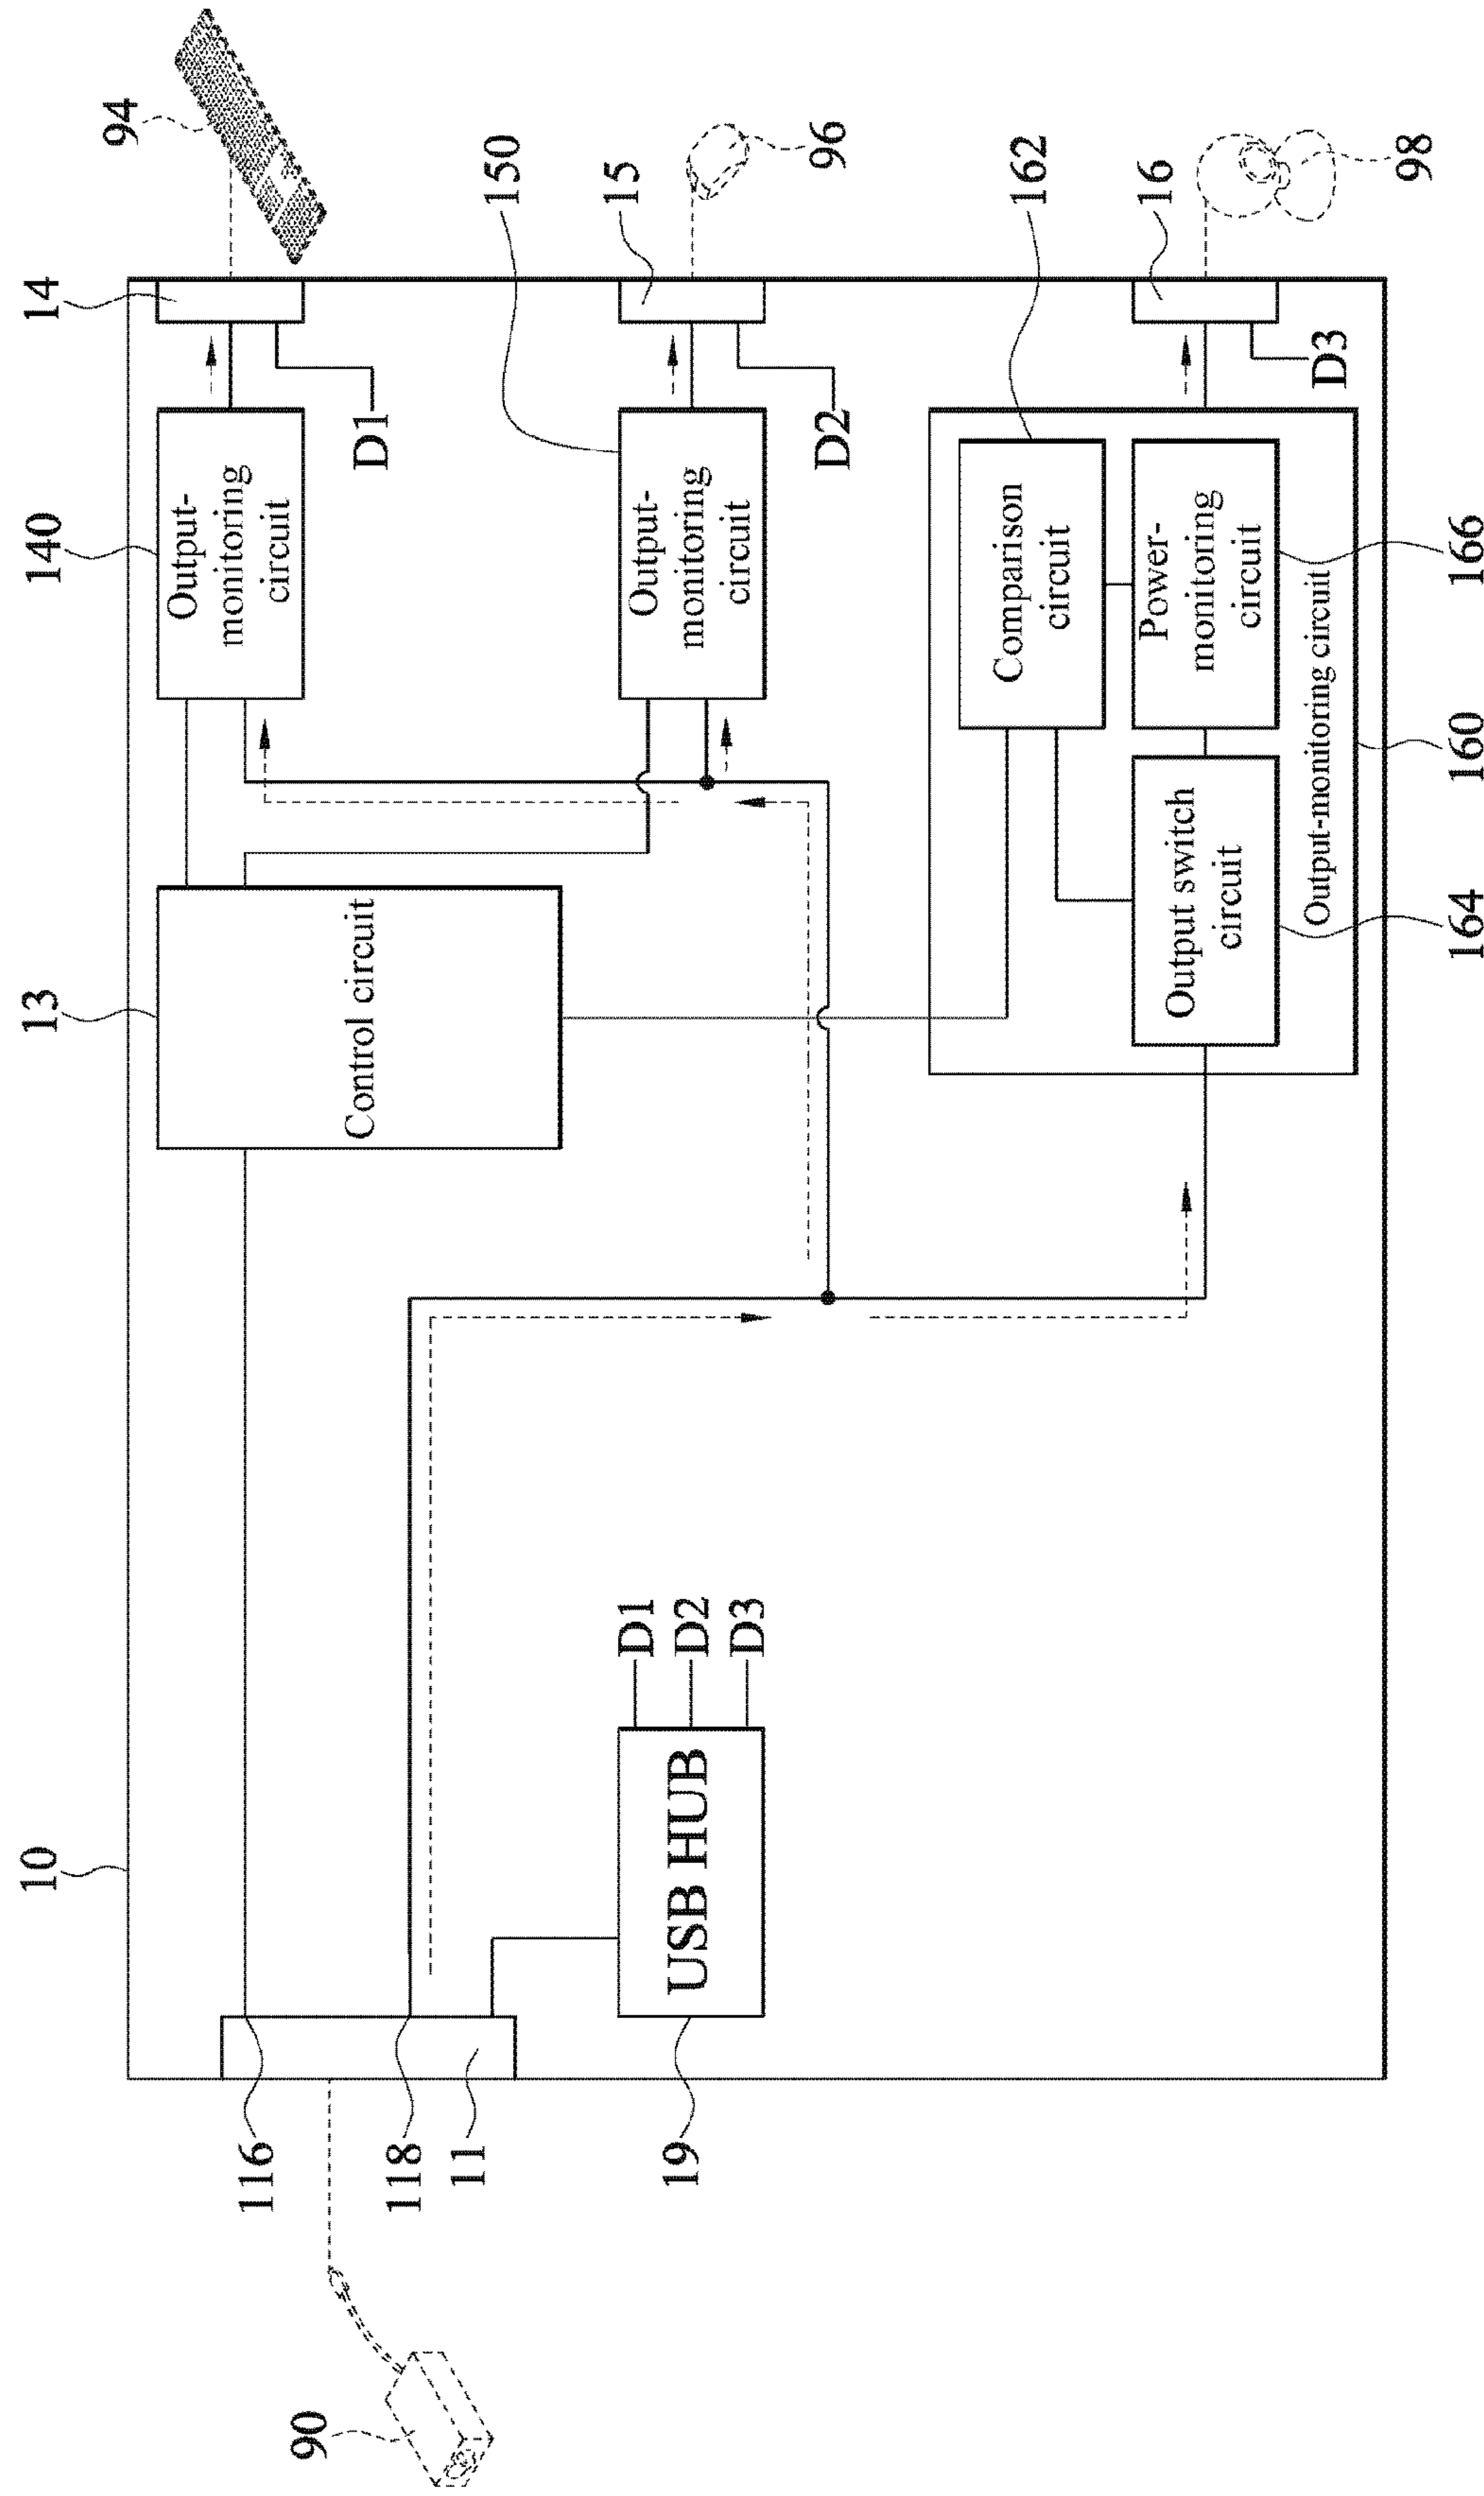 10
13
140
14
94
Output-
monitoring
circuit
D1
Control circuit
116
118
11
90
150
15
96
Output-
monitoring
circuit
D2
USB HUB
D1
D2
D3
19
162
16
98
Comparison
circuit
Power-
monitoring
circuit
Output switch
circuit
Output-monitoring circuit
D3
164
160
166